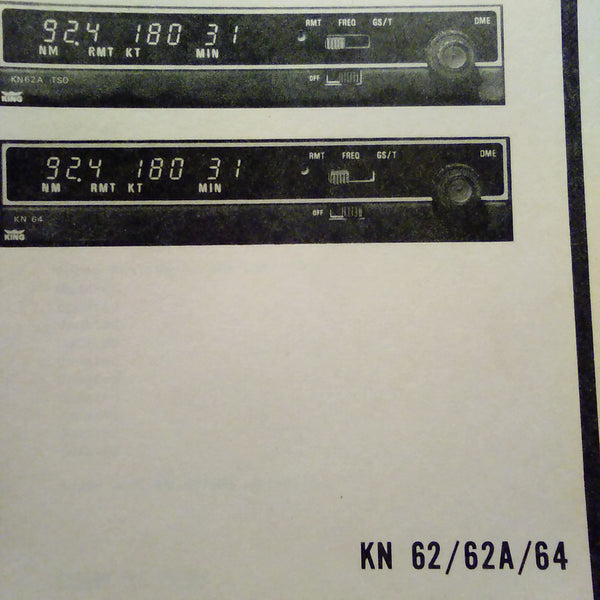 92.4 180 31 RMT FREQ GS/T DME
NM RMT KT MIN
KN62A TSO OFF
KING
92.4 180 31 RMT FREQ GS/T DME
NM RMT KT MIN
KN 64 OFF
KING
KN 62/62A/64